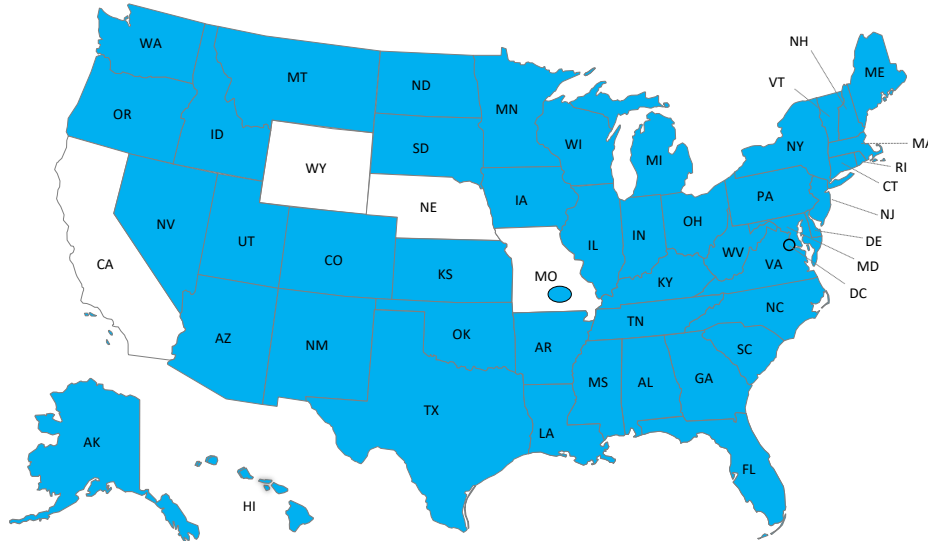 NH
WA
VT
ME
MT
ND
MN
OR
ID
SD
WI
MI
NY
MA
RI
CT
WY
NE
IA
PA
NJ
NV
UT
CO
IL
IN
OH
WV
DE
MD
VA
DC
CA
KS
MO
KY
NC
AZ
NM
OK
AR
TN
SC
MS
AL
GA
TX
LA
AK
FL
HI